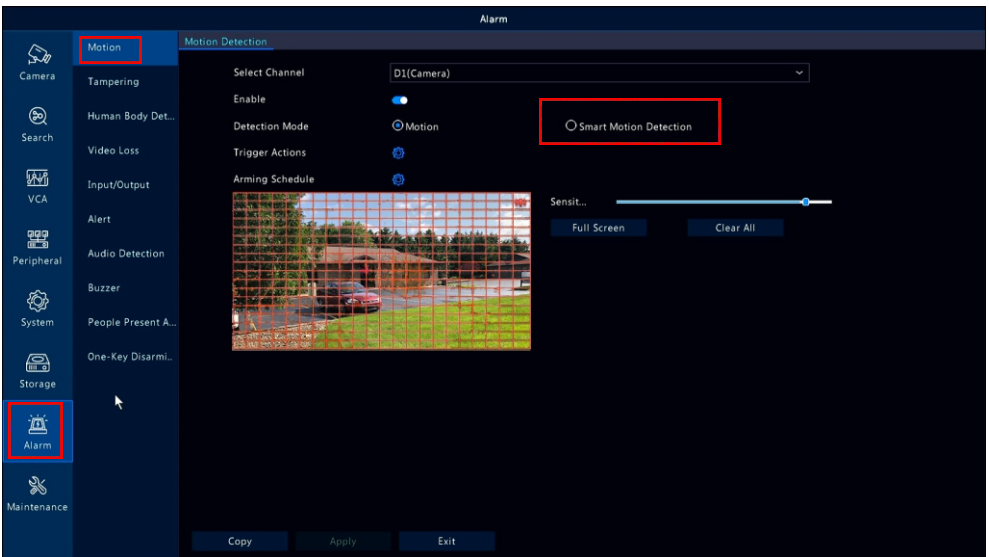 Alarm
Camera
Search
VCA
Peripheral
System
Storage
Alarm
Maintenance
Motion
Tampering
Human Body Det...
Video Loss
Input/Output
Alert
Audio Detection
Buzzer
People Present A...
One-Key Disarmi..
Motion Detection
Select Channel D1(Camera)
Enable
Detection Mode Motion Smart Motion Detection
Trigger Actions
Arming Schedule
Sensit...
Full Screen Clear All
Copy Apply Exit